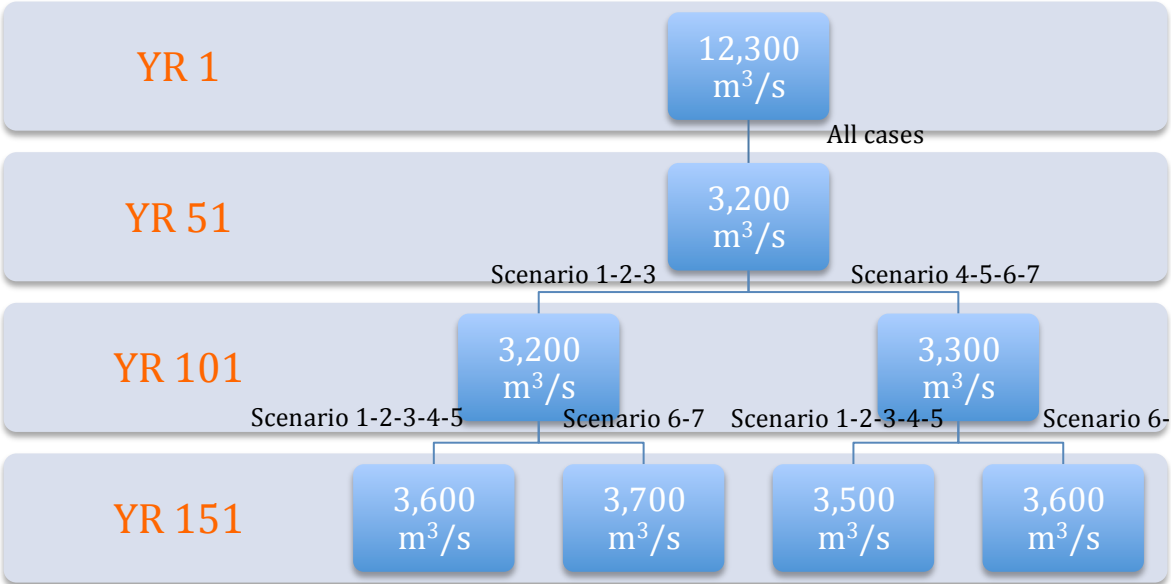 YR 1
12,300
m³/s
All cases
YR 51
3,200
m³/s
Scenario 1-2-3
Scenario 4-5-6-7
YR 101
3,200
m³/s
3,300
m³/s
Scenario 1-2-3-4-5
Scenario 6-7
Scenario 1-2-3-4-5
Scenario 6-
YR 151
3,600
m³/s
3,700
m³/s
3,500
m³/s
3,600
m³/s